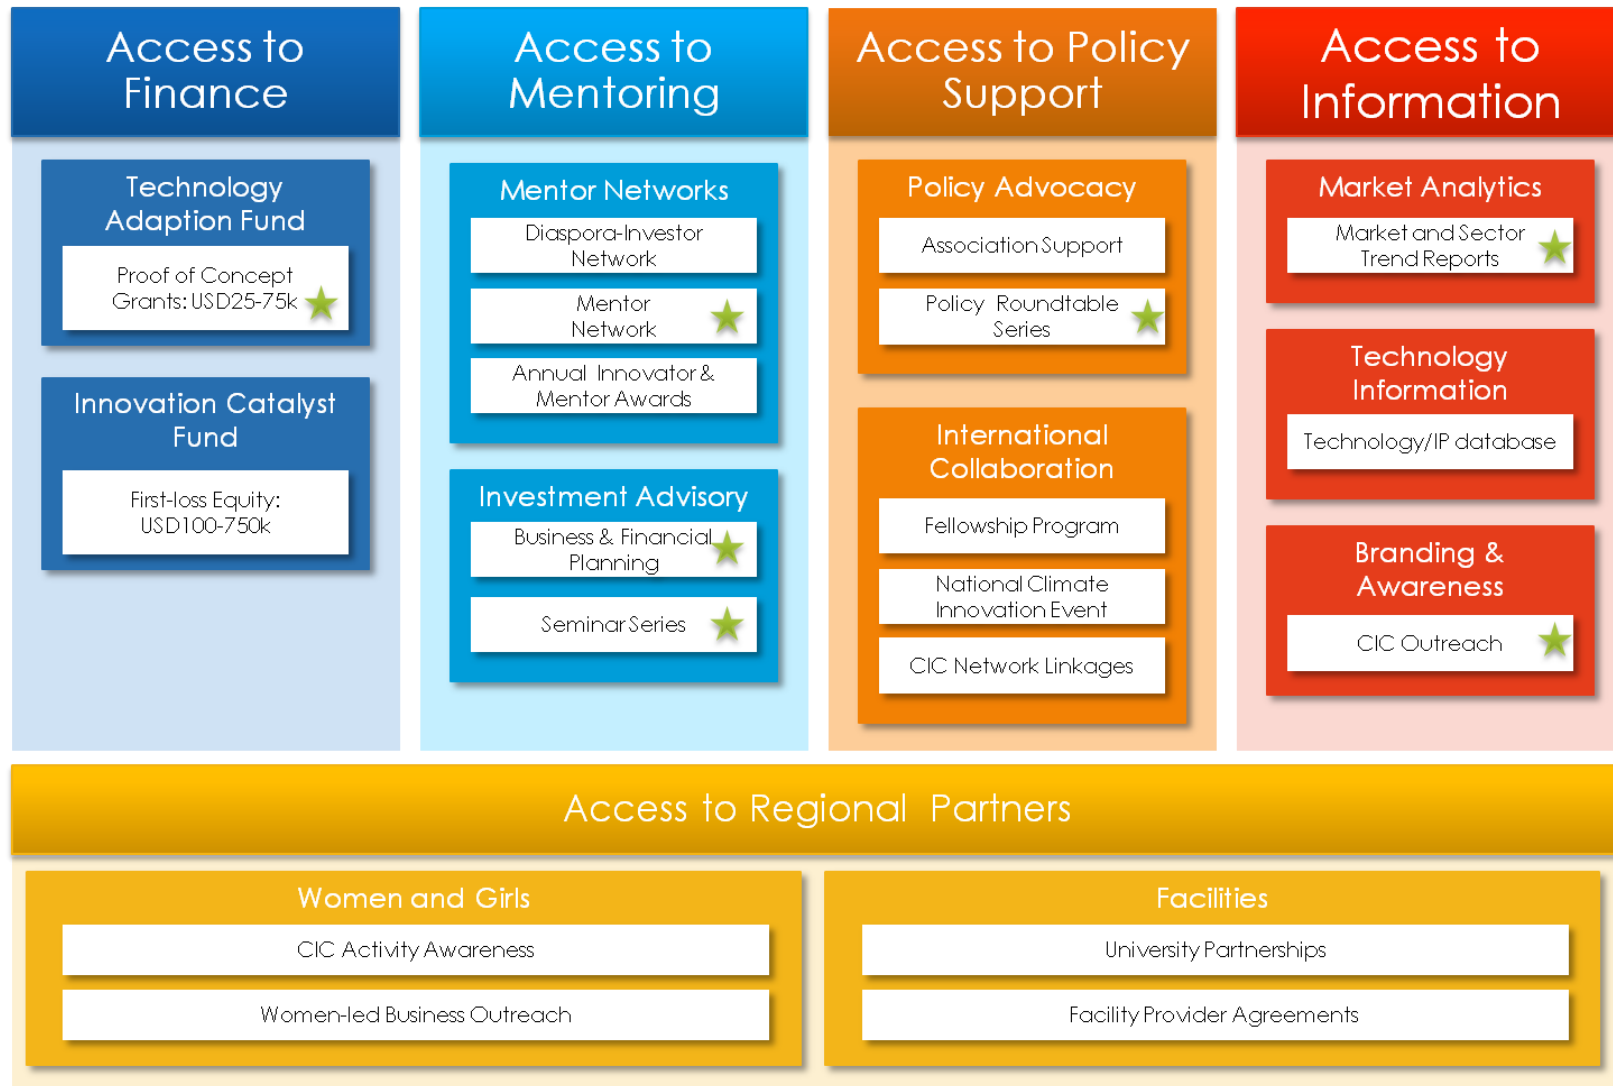 Access to
Finance
Technology
Adaption Fund
Proof of Concept
Grants: USD25-75k
Innovation Catalyst
Fund
First-loss Equity:
USD100-750k
Access to
Mentoring
Mentor Networks
Diaspora-Investor
Network
Mentor
Network
Annual Innovator &
Mentor Awards
Investment Advisory
Business & Financial
Planning
Seminar Series
Access to Policy
Support
Policy Advocacy
Association Support
Policy Roundtable
Series
International
Collaboration
Fellowship Program
National Climate
Innovation Event
CIC Network Linkages
Access to
Information
Market Analytics
Market and Sector
Trend Reports
Technology
Information
Technology/IP database
Branding &
Awareness
CIC Outreach
Access to Regional Partners
Women and Girls
CIC Activity Awareness
Women-led Business Outreach
Facilities
University Partnerships
Facility Provider Agreements